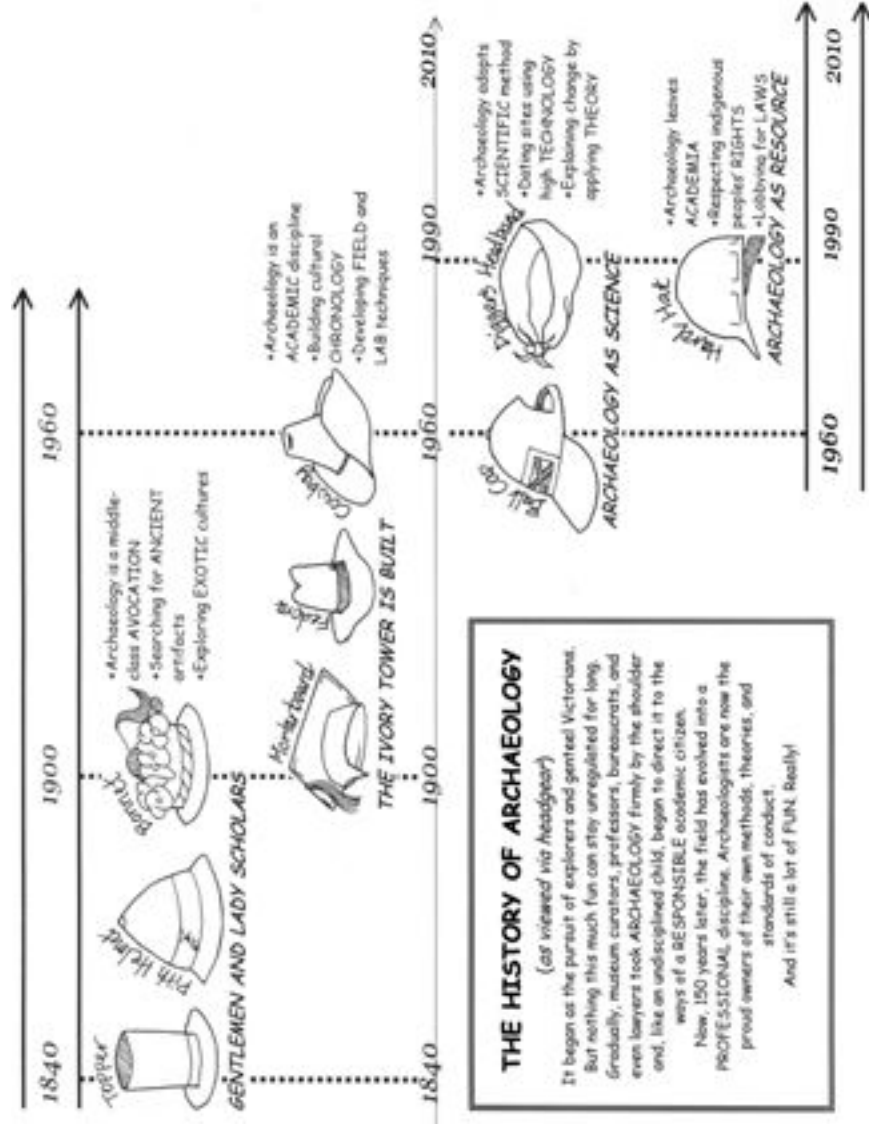 1840
1900
1960
TOPPER
Pith Helmet
Bonnet
•Archaeology is a middle-
class AVOCATION
•Searching for ANCIENT
artifacts
•Exploring EXOTIC cultures
GENTLEMEN AND LADY SCHOLARS
Mortarboard
Fedora
Cowboy
•Archaeology is an
ACADEMIC discipline
•Building cultural
CHRONOLOGY
•Developing FIELD and
LAB techniques
THE IVORY TOWER IS BUILT
1840
1900
1960
1990
2010
Ball Cap
Digger's Headband
•Archaeology adopts
SCIENTIFIC method
•Dating sites using
high TECHNOLOGY
•Explaining change by
applying THEORY
ARCHAEOLOGY AS SCIENCE
Hard Hat
•Archaeology leaves
ACADEMIA
•Respecting indigenous
peoples' RIGHTS
•Lobbying for LAWS
ARCHAEOLOGY AS RESOURCE
1960
1990
2010
THE HISTORY OF ARCHAEOLOGY
(as viewed via headgear)
It began as the pursuit of explorers and genteel Victorians.
But nothing this much fun can stay unregulated for long.
Gradually, museum curators, professors, bureaucrats, and
even lawyers took ARCHAEOLOGY firmly by the shoulder
and, like an undisciplined child, began to direct it to the
ways of a RESPONSIBLE academic citizen.
Now, 150 years later, the field has evolved into a
PROFESSIONAL discipline. Archaeologists are now the
proud owners of their own methods, theories, and
standards of conduct.
And it's still a lot of FUN. Really!